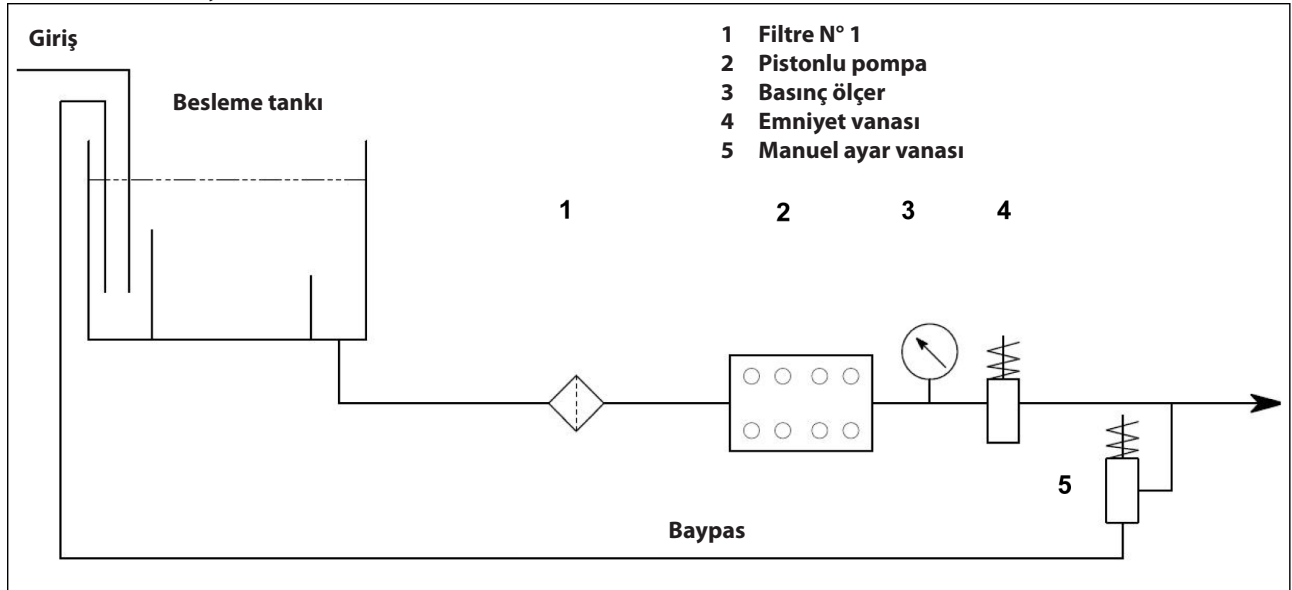 Giriş
Besleme tankı
1 Filtre N° 1
2 Pistonlu pompa
3 Basınç ölçer
4 Emniyet vanası
5 Manuel ayar vanası
1 2 3 4
5
Baypas